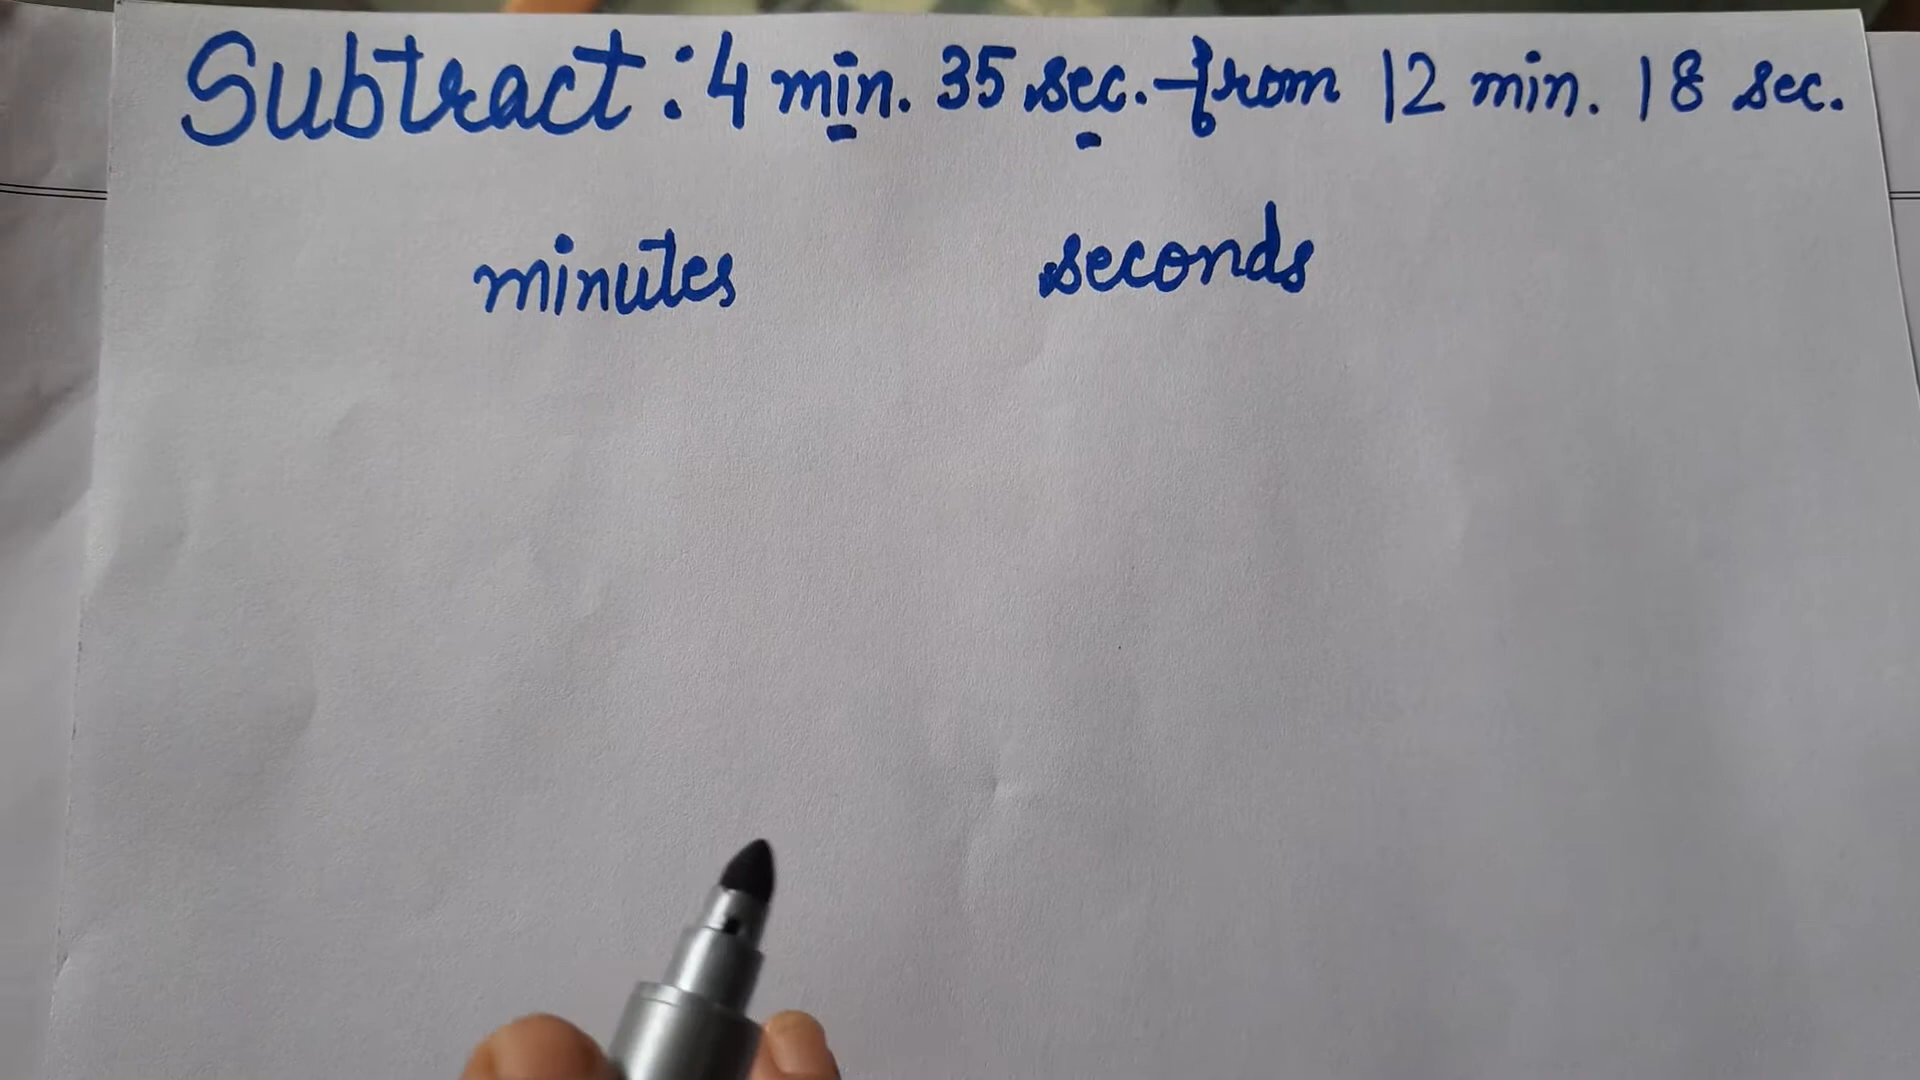 Subtract : 4 min. 35 sec. from 12 min. 18 sec.
minutes seconds